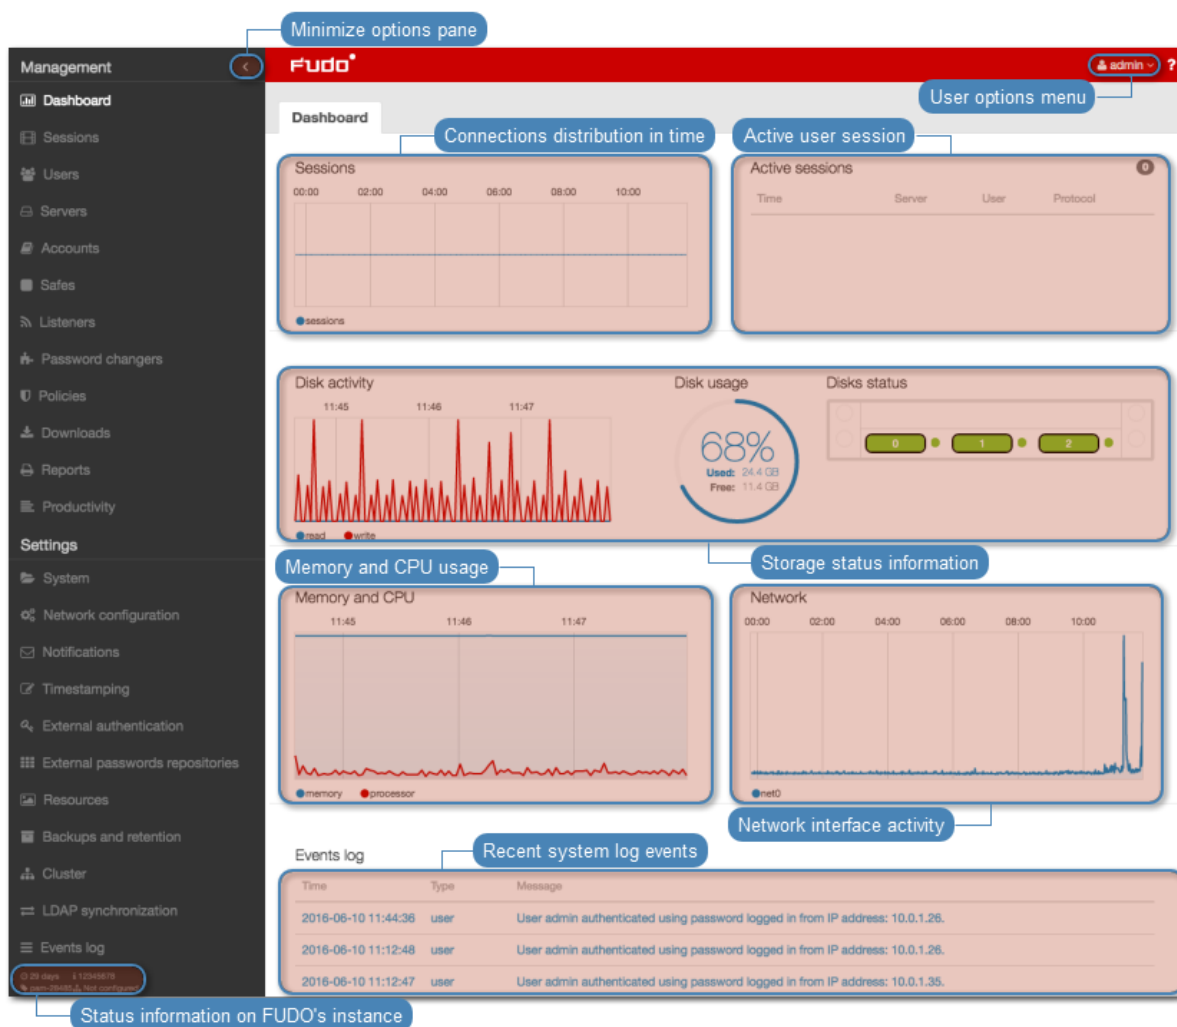 Minimize options pane
Management
Fudo
admin ?
User options menu
Dashboard
Sessions
Users
Servers
Accounts
Safes
Listeners
Password changers
Policies
Downloads
Reports
Productivity
Settings
System
Network configuration
Notifications
Timestamping
External authentication
External passwords repositories
Resources
Backups and retention
Cluster
LDAP synchronization
Events log
29 days 12345678
pam-28485 Not configured
Status information on FUDO's instance
Dashboard
Connections distribution in time
Sessions
00:00 02:00 04:00 06:00 08:00 10:00
sessions
Active user session
Active sessions 0
Time Server User Protocol
Disk activity
11:45 11:46 11:47
read write
Disk usage
68%
Used: 24.4 GB
Free: 11.4 GB
Disks status
0 1 2
Storage status information
Memory and CPU usage
Memory and CPU
11:45 11:46 11:47
memory processor
Network
00:00 02:00 04:00 06:00 08:00 10:00
net0
Network interface activity
Recent system log events
Events log
Time Type Message
2016-06-10 11:44:36 user User admin authenticated using password logged in from IP address: 10.0.1.26.
2016-06-10 11:12:48 user User admin authenticated using password logged in from IP address: 10.0.1.26.
2016-06-10 11:12:47 user User admin authenticated using password logged in from IP address: 10.0.1.35.